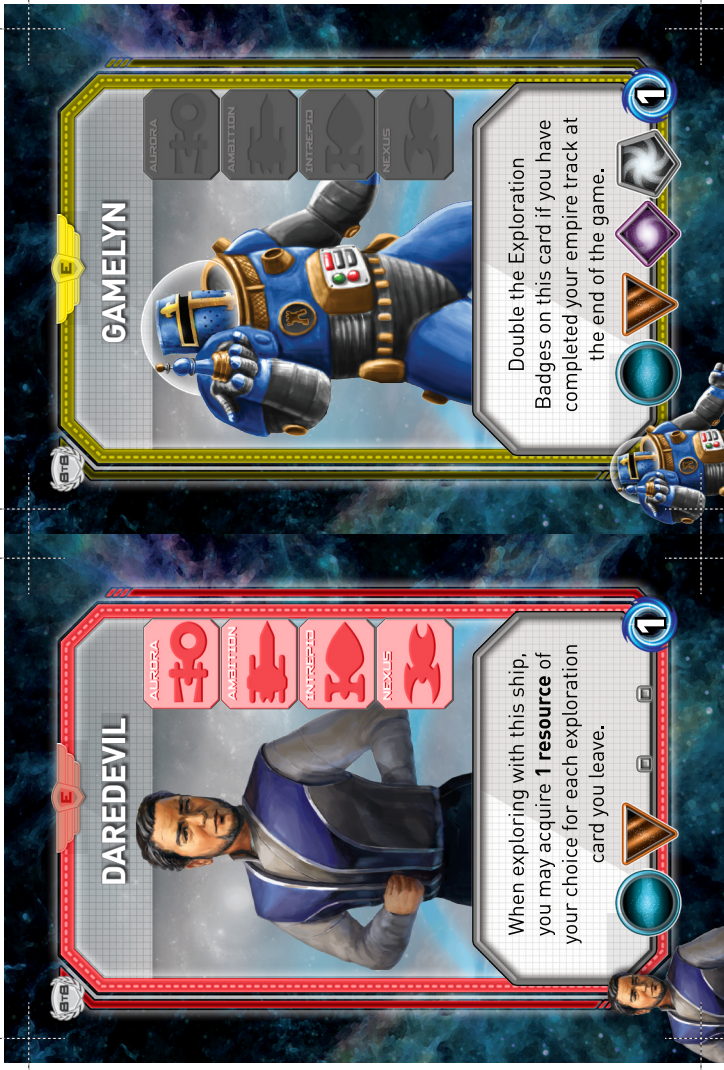 GAMELYN
E
8TB
AURORA
AMBITION
INTREPID
NEXUS
Double the Exploration
Badges on this card if you have
completed your empire track at
the end of the game.
1
DAREDEVIL
E
8TB
AURORA
AMBITION
INTREPID
NEXUS
When exploring with this ship,
you may acquire 1 resource of
your choice for each exploration
card you leave.
1